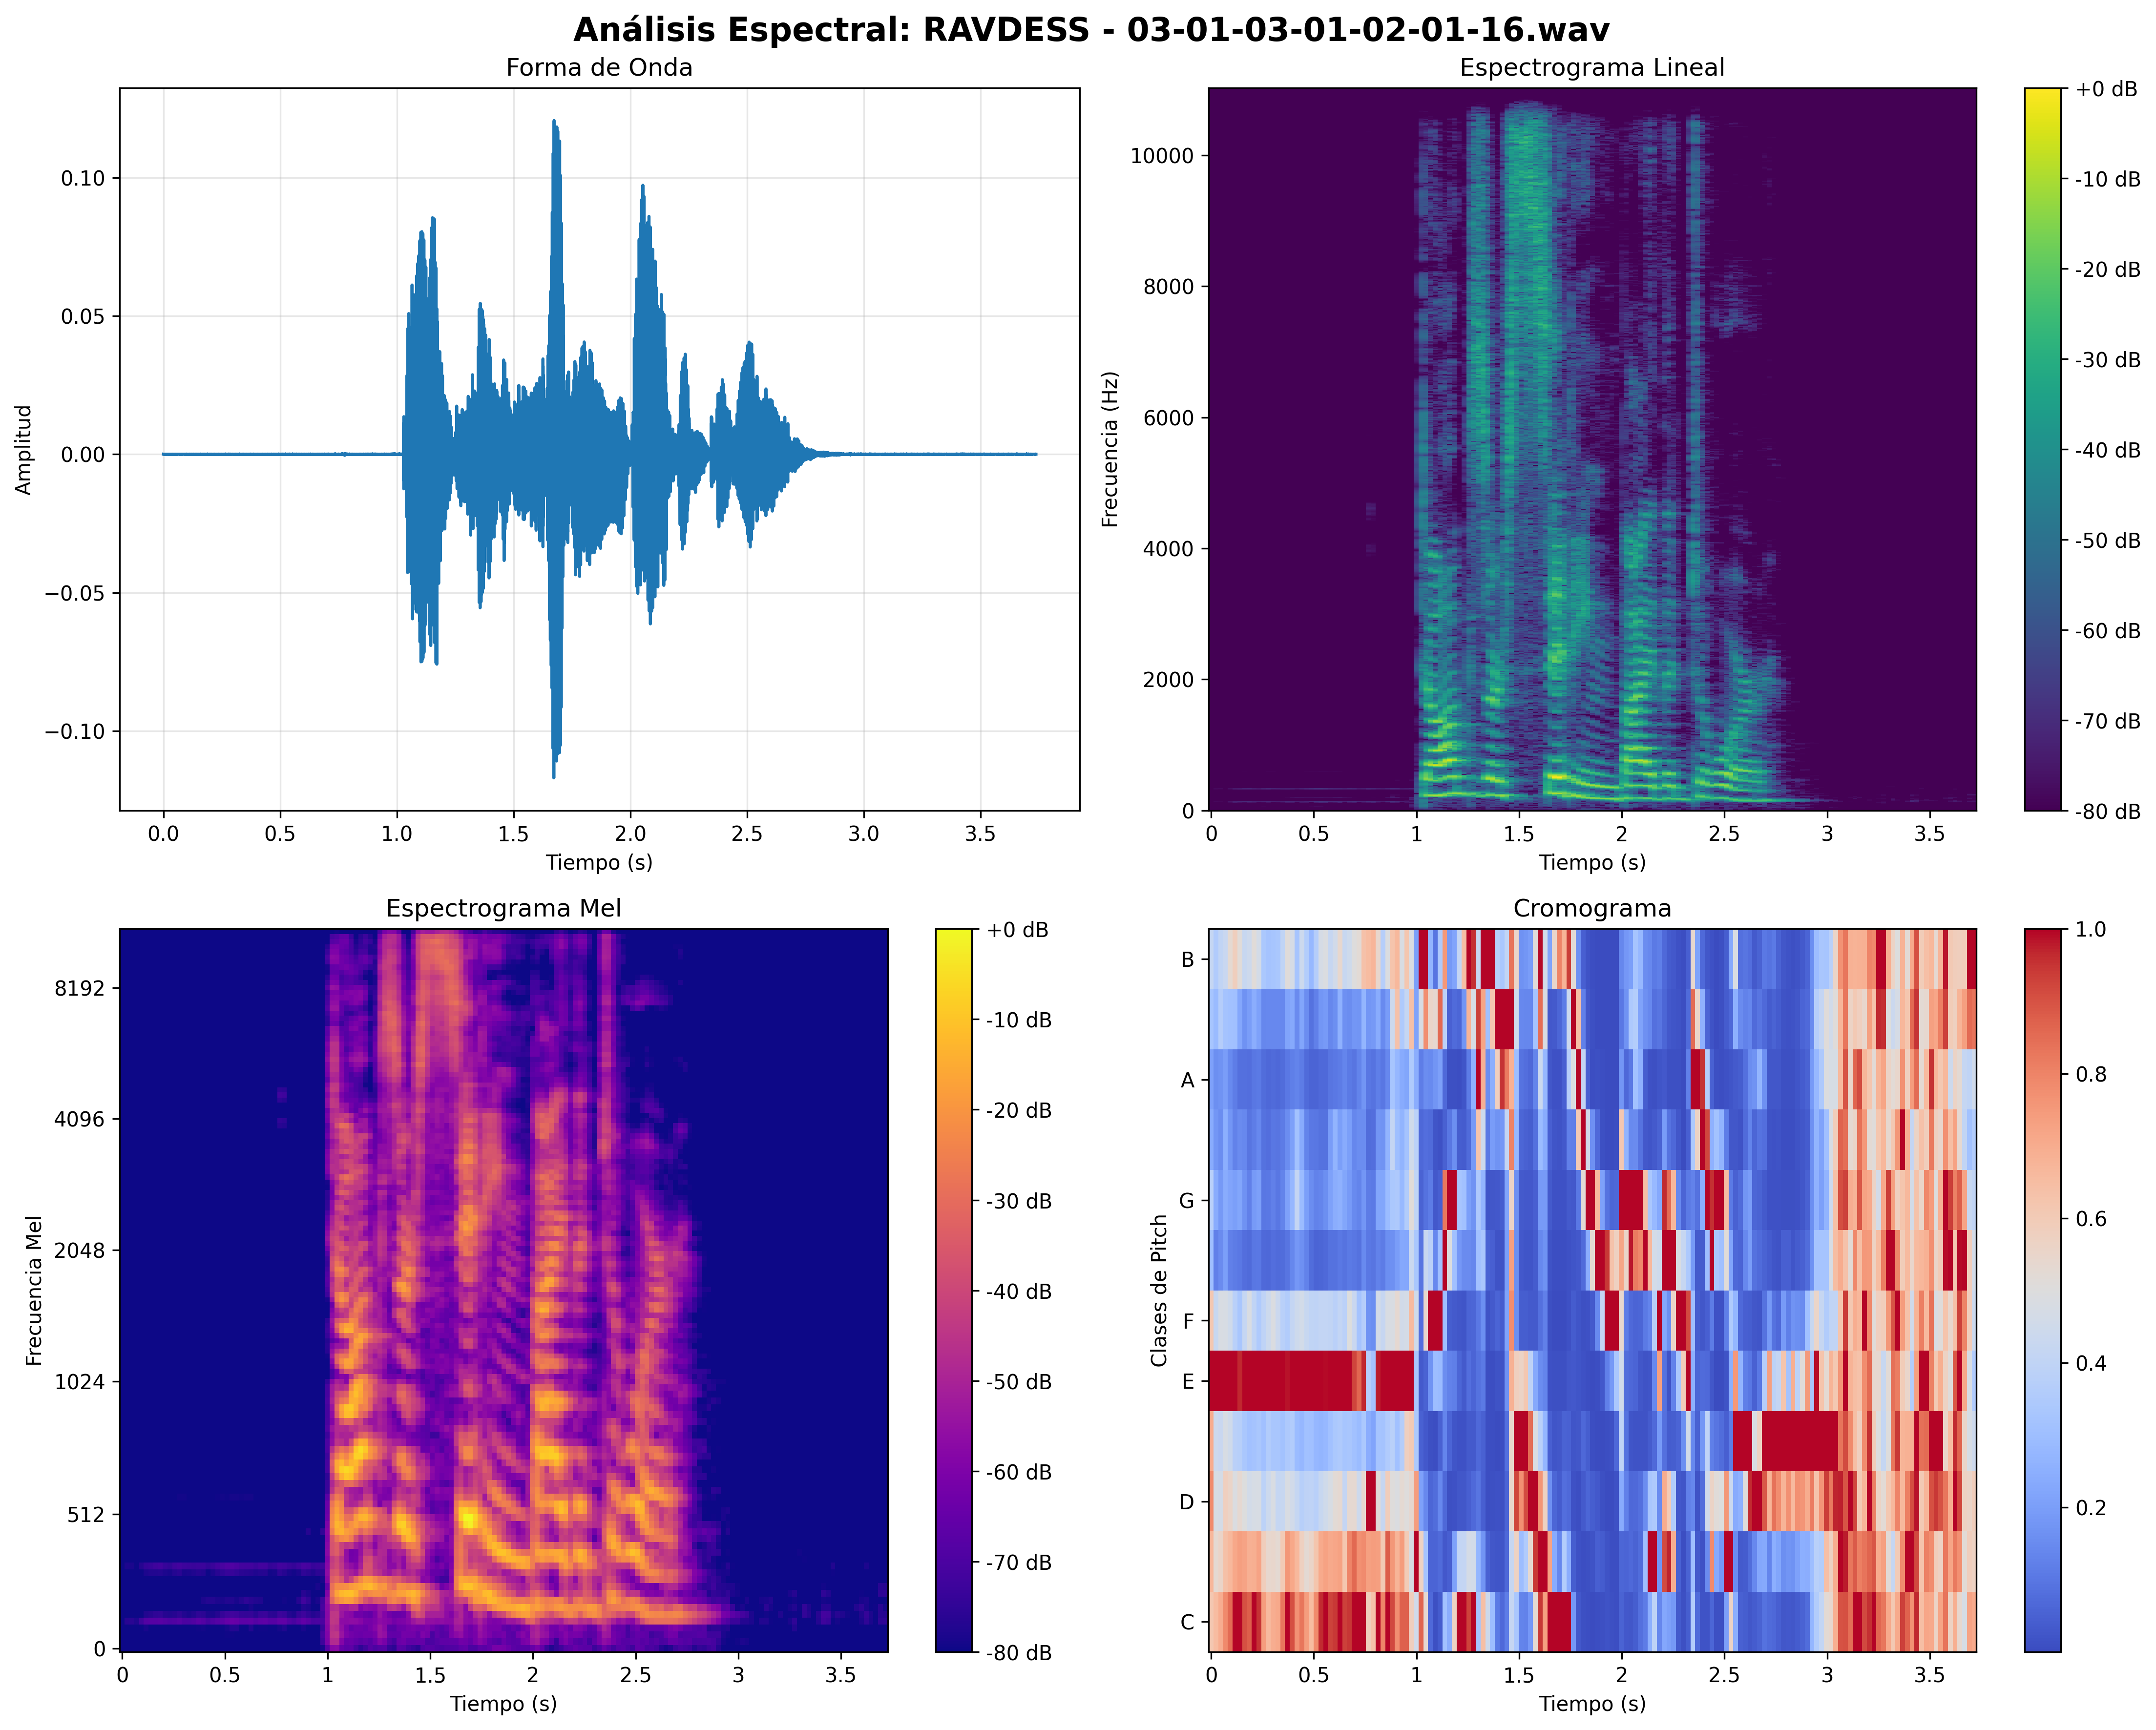 Análisis Espectral: RAVDESS - 03-01-03-01-02-01-16.wav
Forma de Onda
Amplitud
0.10
0.05
0.00
−0.05
−0.10
0.0 0.5 1.0 1.5 2.0 2.5 3.0 3.5
Tiempo (s)
Espectrograma Lineal
Frecuencia (Hz)
10000
8000
6000
4000
2000
0
0 0.5 1 1.5 2 2.5 3 3.5
Tiempo (s)
+0 dB
-10 dB
-20 dB
-30 dB
-40 dB
-50 dB
-60 dB
-70 dB
-80 dB
Espectrograma Mel
Frecuencia Mel
8192
4096
2048
1024
512
0
0 0.5 1 1.5 2 2.5 3 3.5
Tiempo (s)
+0 dB
-10 dB
-20 dB
-30 dB
-40 dB
-50 dB
-60 dB
-70 dB
-80 dB
Cromograma
Clases de Pitch
B
A
G
F
E
D
C
0 0.5 1 1.5 2 2.5 3 3.5
Tiempo (s)
1.0
0.8
0.6
0.4
0.2